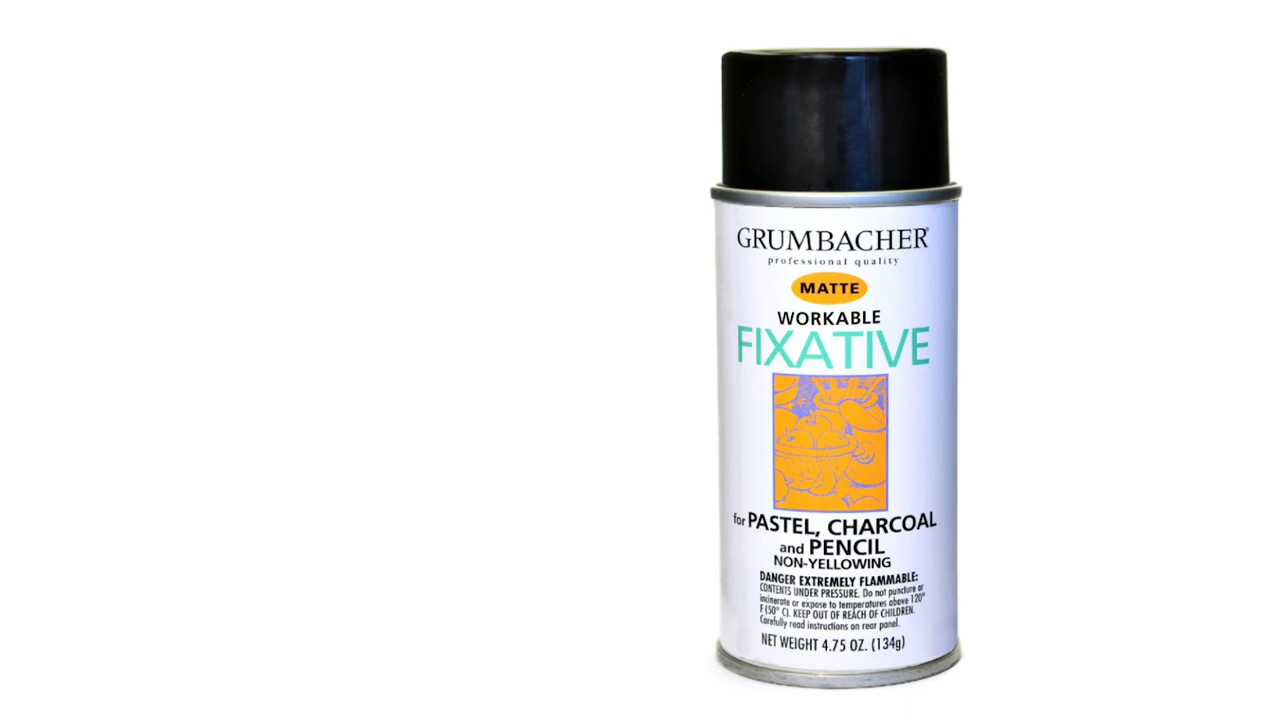 GRUMBACHER®
professional quality
MATTE
WORKABLE
FIXATIVE
for PASTEL, CHARCOAL
and PENCIL
NON-YELLOWING
DANGER EXTREMELY FLAMMABLE:
CONTENTS UNDER PRESSURE. Do not puncture or
incinerate or expose to temperatures above 120°
F (50° C). KEEP OUT OF REACH OF CHILDREN.
Carefully read instructions on rear panel.
NET WEIGHT 4.75 OZ. (134g)